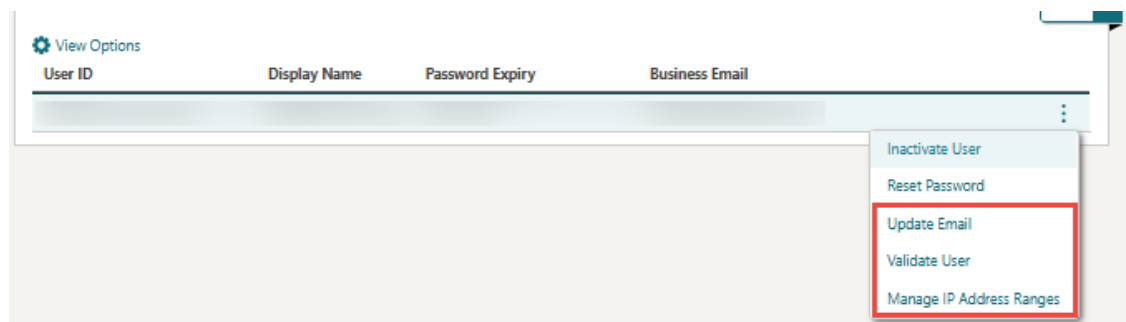 View Options
User ID Display Name Password Expiry Business Email
Inactivate User
Reset Password
Update Email
Validate User
Manage IP Address Ranges